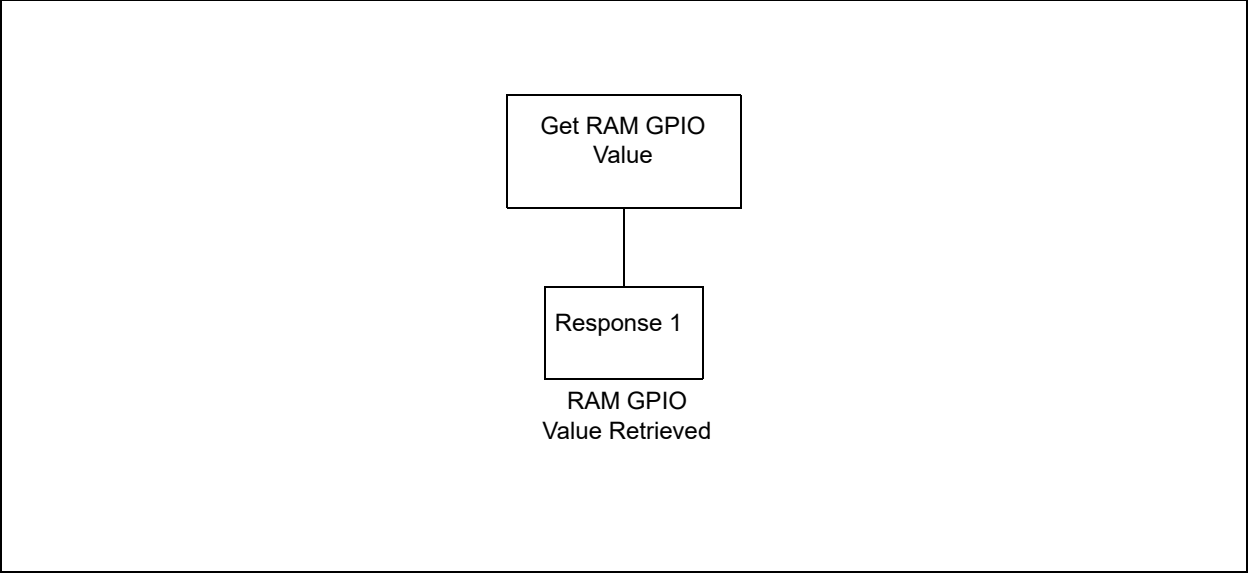 Get RAM GPIO
Value
Response 1
RAM GPIO
Value Retrieved